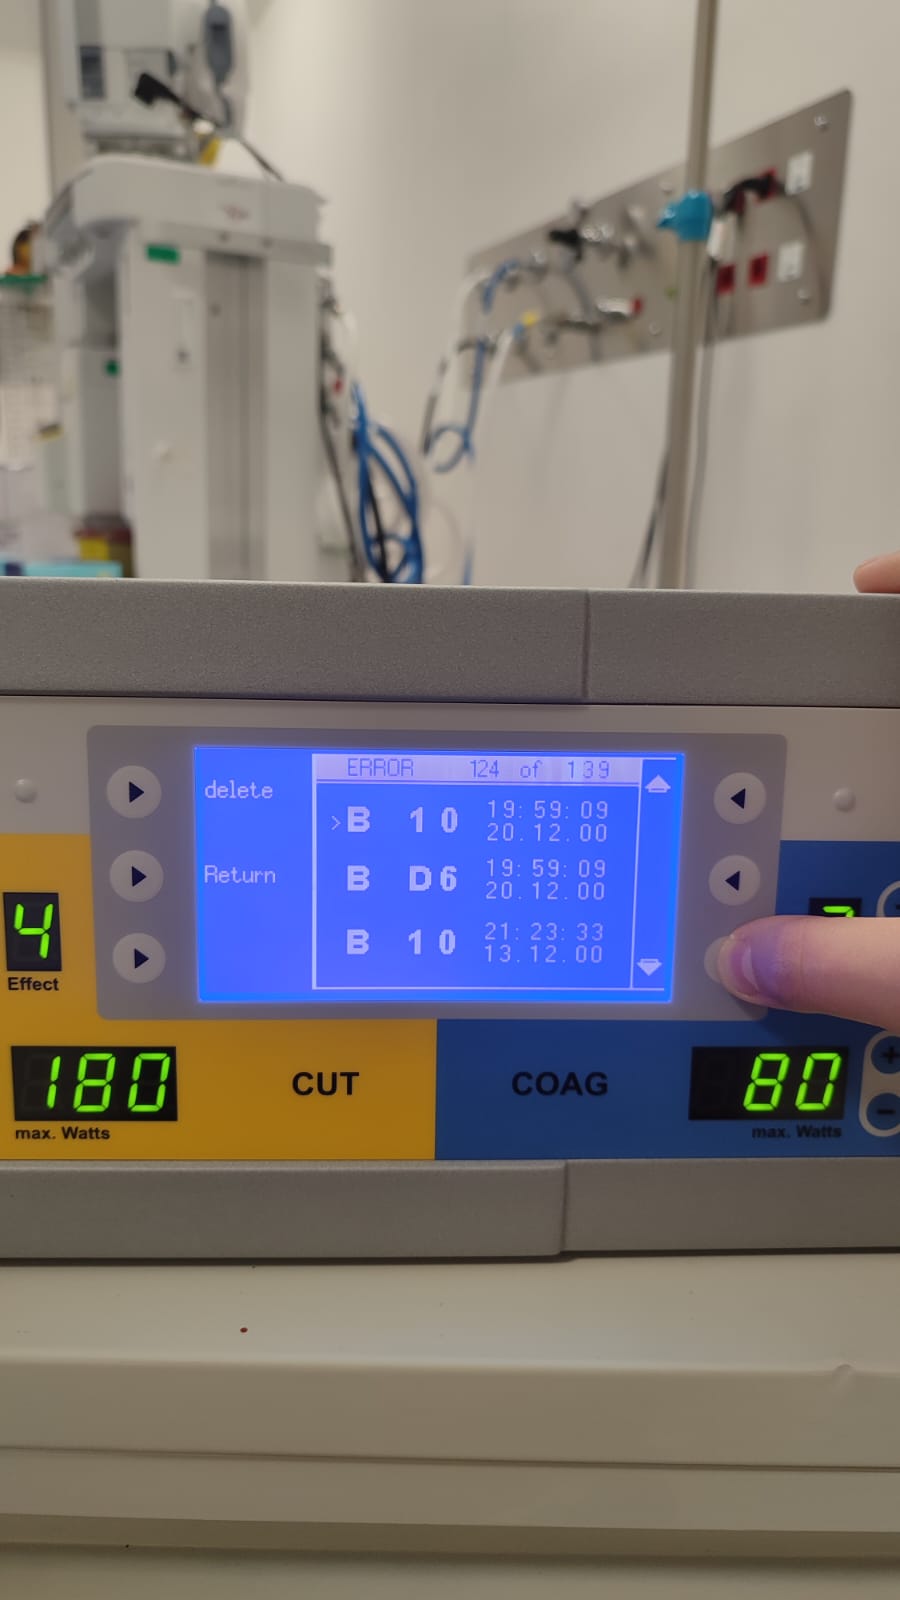 delete
Return
ERROR 124 of 139
>B 10 19:59:09
20.12.00
B D6 19:59:09
20.12.00
B 10 21:23:33
13.12.00
4
Effect
180
max. Watts
CUT
COAG
80
max. Watts
+
-